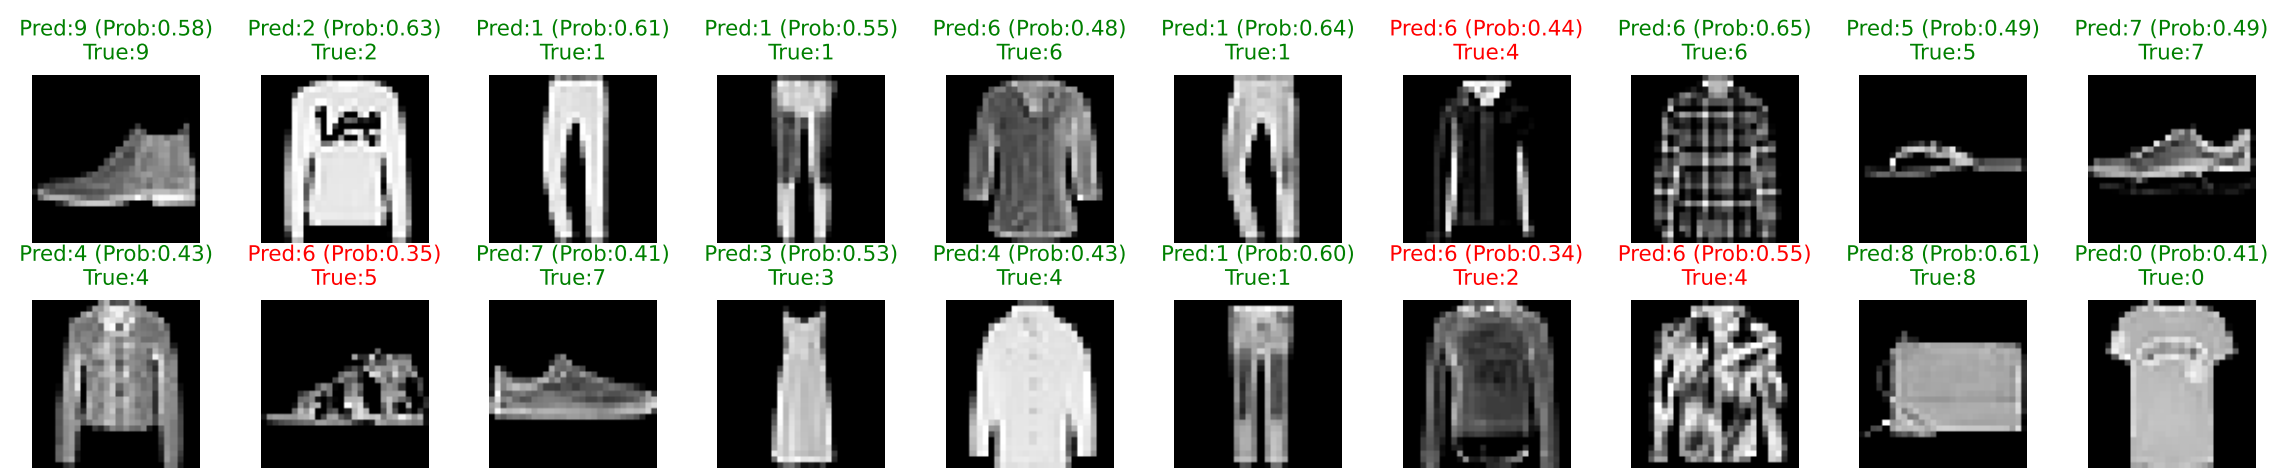 Pred:9 (Prob:0.58) Pred:2 (Prob:0.63) Pred:1 (Prob:0.61) Pred:1 (Prob:0.55) Pred:6 (Prob:0.48) Pred:1 (Prob:0.64) Pred:6 (Prob:0.44) Pred:6 (Prob:0.65) Pred:5 (Prob:0.49) Pred:7 (Prob:0.49)
True:9 True:2 True:1 True:1 True:6 True:1 True:4 True:6 True:5 True:7
Lee
Pred:4 (Prob:0.43) Pred:6 (Prob:0.35) Pred:7 (Prob:0.41) Pred:3 (Prob:0.53) Pred:4 (Prob:0.43) Pred:1 (Prob:0.60) Pred:6 (Prob:0.34) Pred:6 (Prob:0.55) Pred:8 (Prob:0.61) Pred:0 (Prob:0.41)
True:4 True:5 True:7 True:3 True:4 True:1 True:2 True:4 True:8 True:0